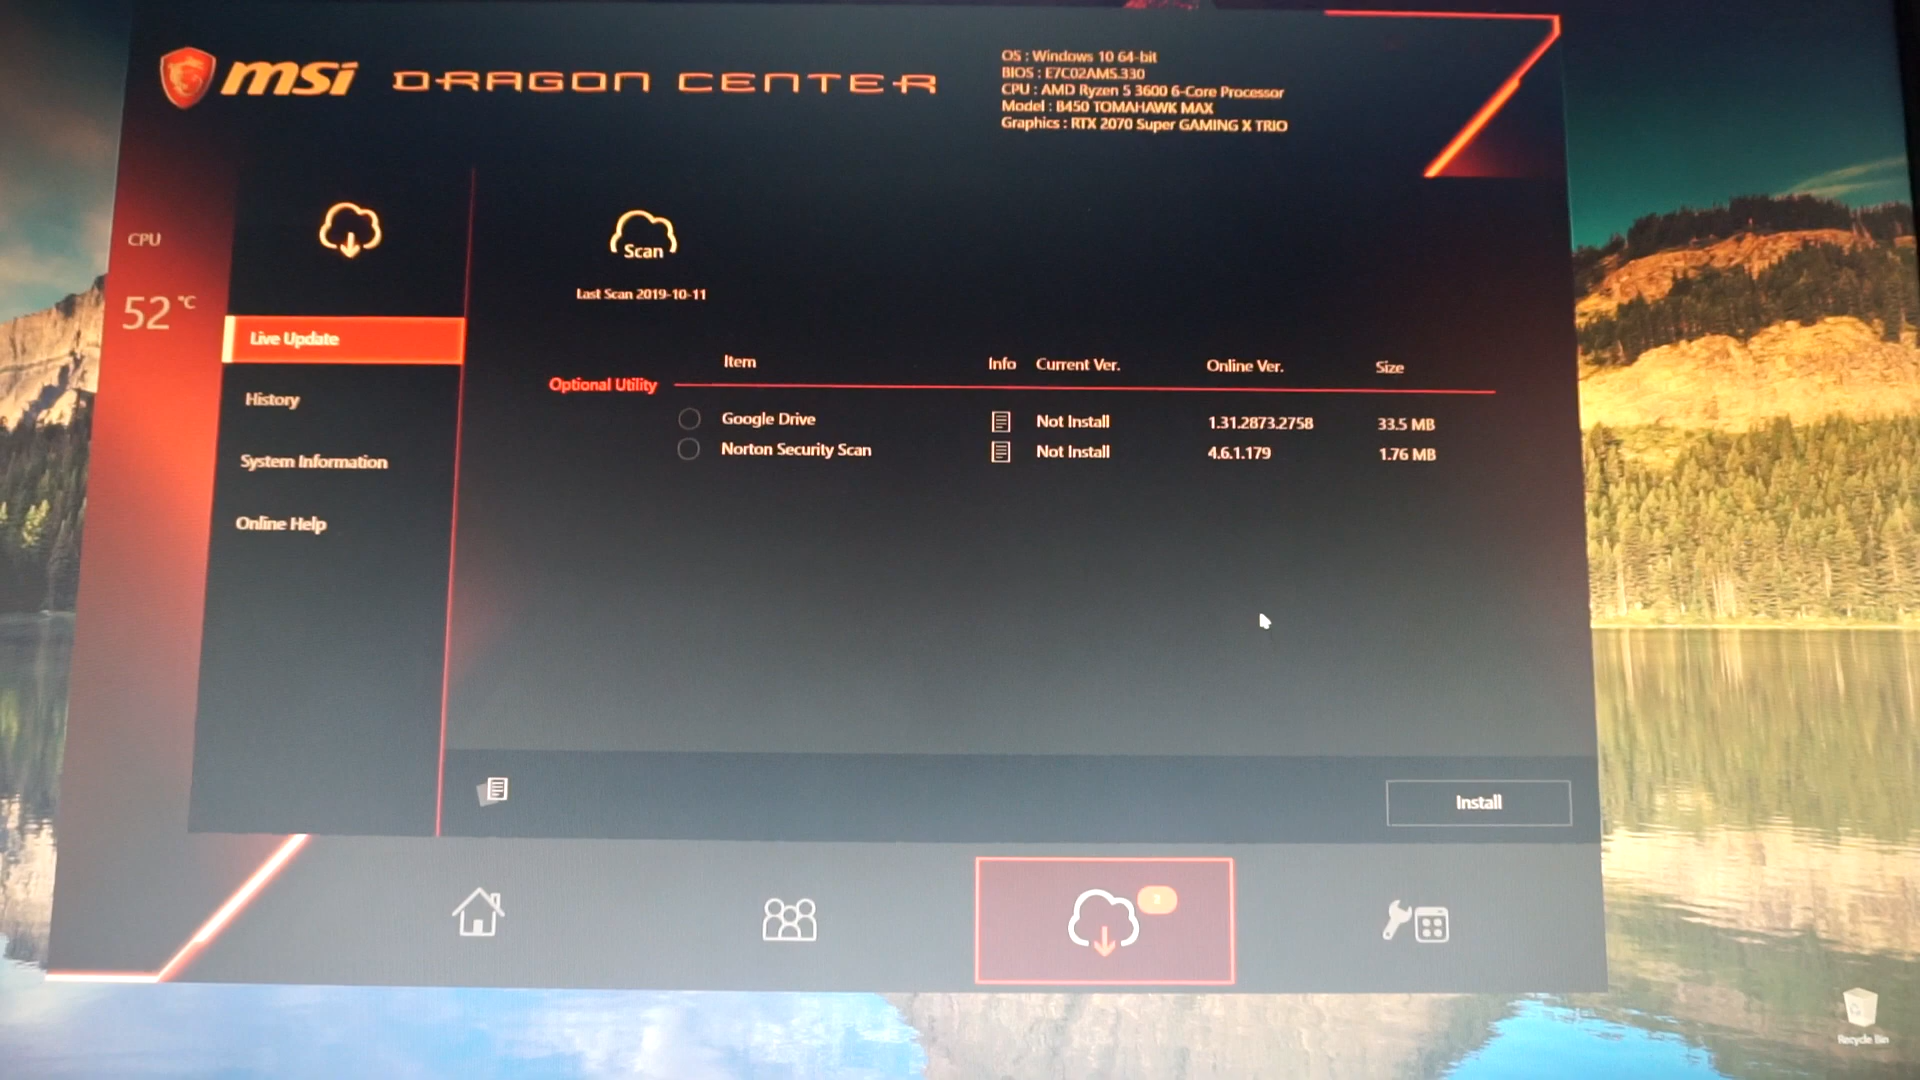 msi DRAGON CENTER
OS : Windows 10 64-bit
BIOS : E7C02AMS.330
CPU : AMD Ryzen 5 3600 6-Core Processor
Model : B450 TOMAHAWK MAX
Graphics : RTX 2070 Super GAMING X TRIO
CPU
52 °C
Live Update
History
System Information
Online Help
Scan
Last Scan 2019-10-11
Item Info Current Ver. Online Ver. Size
Optional Utility
Google Drive Not Install 1.31.2873.2758 33.5 MB
Norton Security Scan Not Install 4.6.1.179 1.76 MB
Install
Recycle Bin